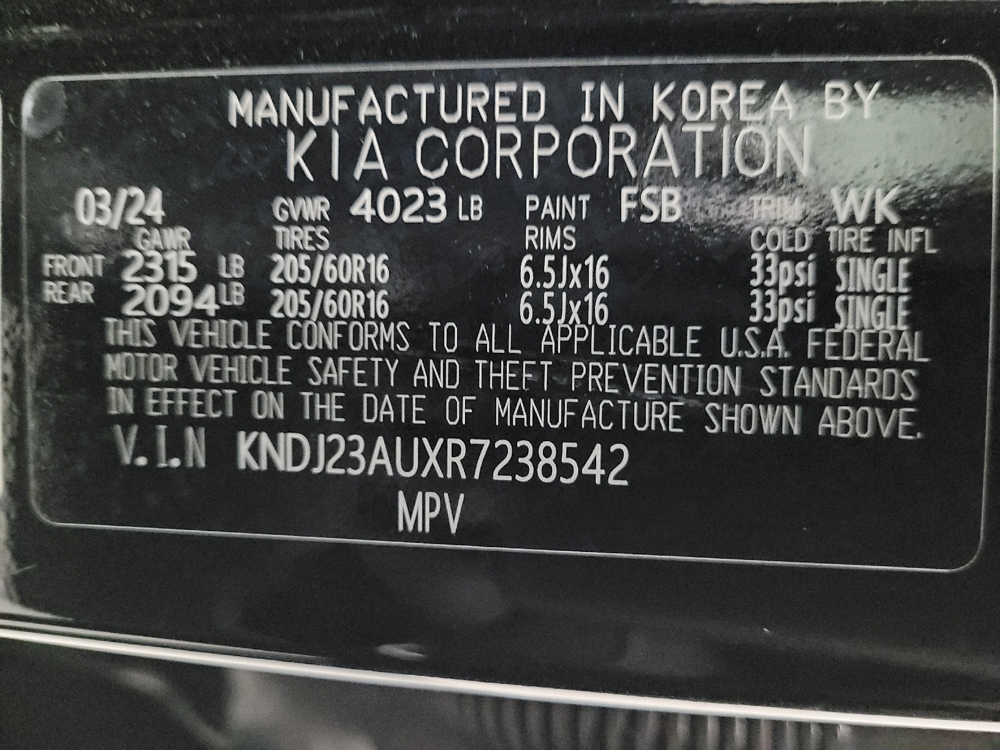 MANUFACTURED IN KOREA BY
KIA CORPORATION
03/24 GVWR 4023 LB PAINT FSB TRIM WK
GAWR TIRES RIMS COLD TIRE INFL
FRONT 2315 LB 205/60R16 6.5Jx16 33psi SINGLE
REAR 2094 LB 205/60R16 6.5Jx16 33psi SINGLE
THIS VEHICLE CONFORMS TO ALL APPLICABLE U.S.A. FEDERAL
MOTOR VEHICLE SAFETY AND THEFT PREVENTION STANDARDS
IN EFFECT ON THE DATE OF MANUFACTURE SHOWN ABOVE.
V.I.N KNDJ23AUXR7238542
MPV